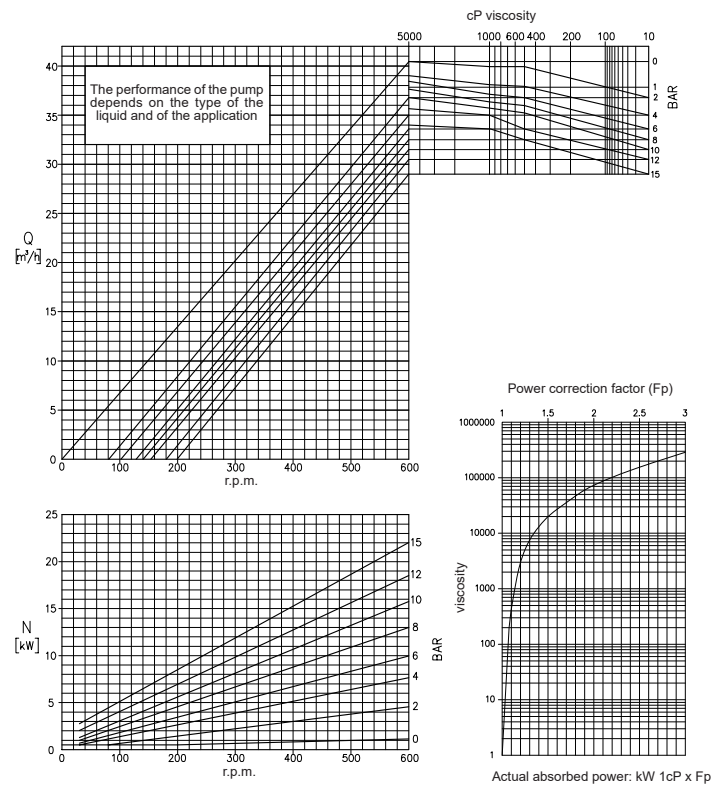 cP viscosity
5000 1000 600 400 200 100 10
40
35
30
25
20
15
10
5
0
The performance of the pump
depends on the type of the
liquid and of the application
Q
[m³/h]
0
1
2
4
6
8
10
12
15
BAR
0 100 200 300 400 500 600
r.p.m.
25
20
15
10
5
0
N
[kW]
15
12
10
8
6
4
2
0
BAR
0 100 200 300 400 500 600
r.p.m.
Power correction factor (Fp)
1 1.5 2 2.5 3
1000000
100000
10000
1000
100
10
1
viscosity
Actual absorbed power: kW 1cP x Fp